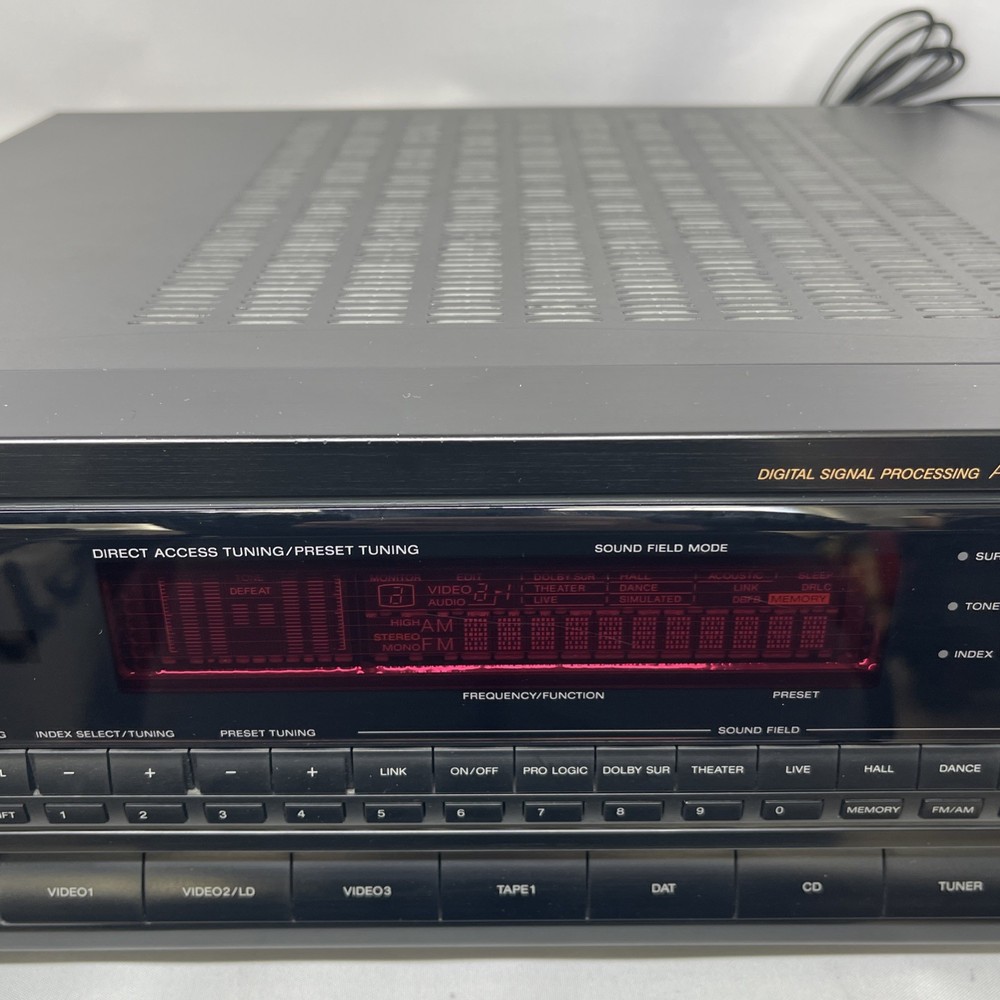 DIGITAL SIGNAL PROCESSING A
DIRECT ACCESS TUNING/PRESET TUNING
SOUND FIELD MODE
SUR
TONE
INDEX
DEFEAT
MONITOR EDIT DOLBY SUR HALL ACOUSTIC SLEEP
VIDEO THEATER DANCE LINK DRLC
AUDIO LIVE SIMULATED MEMORY
HIGH AM
STEREO
MONO FM
FREQUENCY/FUNCTION
PRESET
G INDEX SELECT/TUNING PRESET TUNING SOUND FIELD
L − + − + LINK ON/OFF PRO LOGIC DOLBY SUR THEATER LIVE HALL DANCE
IFT 1 2 3 4 5 6 7 8 9 0 MEMORY FM/AM
VIDEO1 VIDEO2/LD VIDEO3 TAPE1 DAT CD TUNER